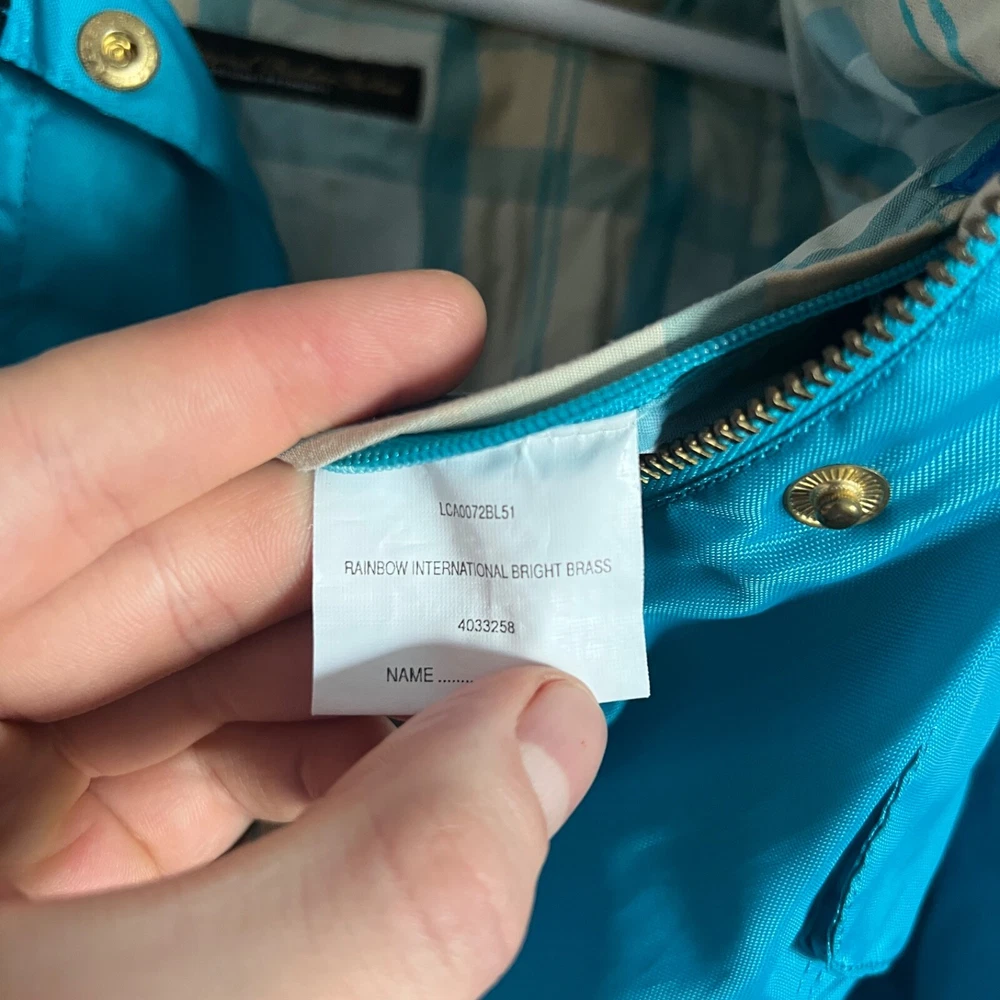 LCA0072BL51
RAINBOW INTERNATIONAL BRIGHT BRASS
4033258
NAME ........